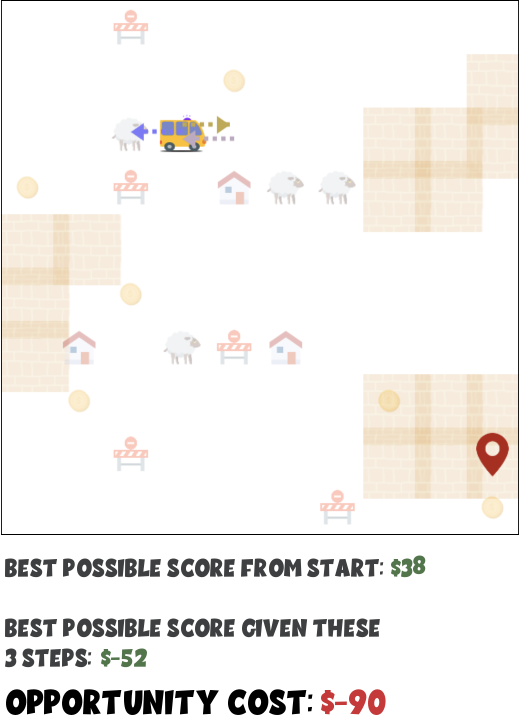 BEST POSSIBLE SCORE FROM START: $38
BEST POSSIBLE SCORE GIVEN THESE
3 STEPS: $-52
OPPORTUNITY COST: $-90